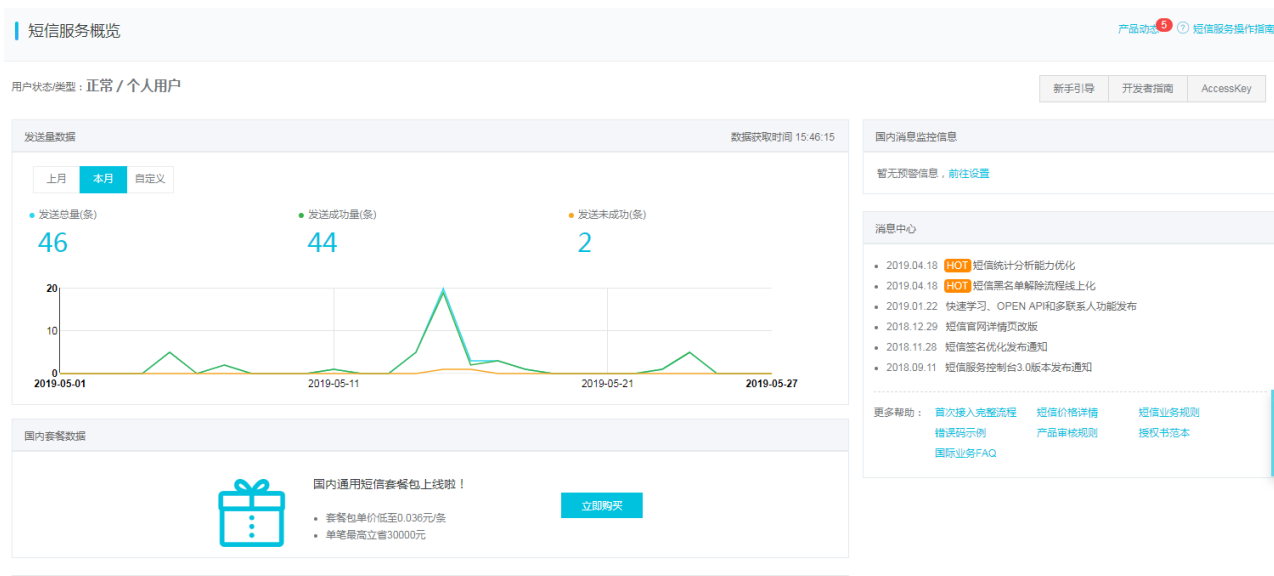 短信服务概览
产品动态 5 ? 短信服务操作指南
用户状态/类型 : 正常 / 个人用户
新手引导 开发者指南 AccessKey
发送量数据 数据获取时间 15:46:15
上月 本月 自定义
发送总量(条) 发送成功量(条) 发送未成功(条)
46 44 2
20
10
0
2019-05-01 2019-05-11 2019-05-21 2019-05-27
国内套餐数据
国内通用短信套餐包上线啦！
套餐包单价低至0.036元/条
单笔最高立省30000元
立即购买
国内消息监控信息
暂无预警信息，前往设置
消息中心
2019.04.18 HOT 短信统计分析能力优化
2019.04.18 HOT 短信黑名单解除流程线上化
2019.01.22 快速学习、OPEN API和多联系人功能发布
2018.12.29 短信官网详情页改版
2018.11.28 短信签名优化发布通知
2018.09.11 短信服务控制台3.0版本发布通知
更多帮助： 首次接入完整流程 短信价格详情 短信业务规则
错误码示例 产品审核规则 授权书范本
国际业务FAQ